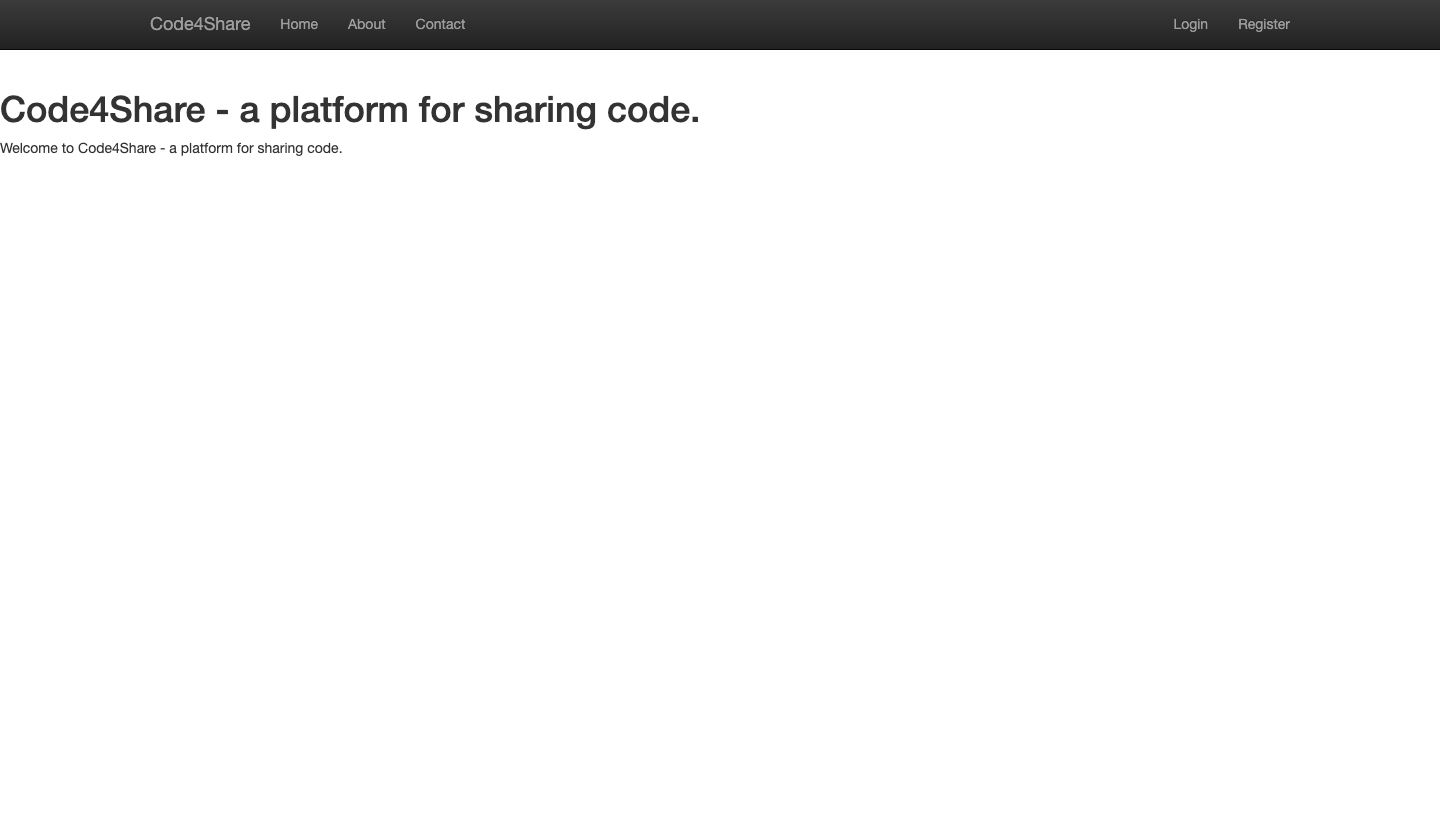 Code4Share Home About Contact Login Register
Code4Share - a platform for sharing code.
Welcome to Code4Share - a platform for sharing code.